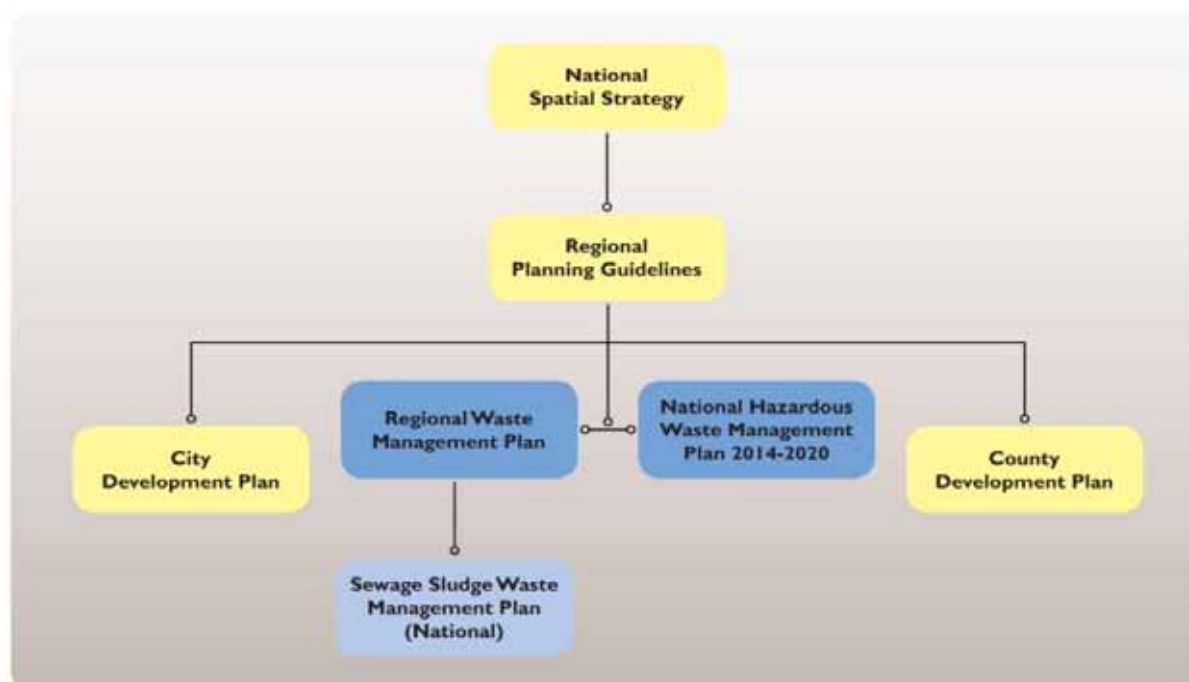 National
Spatial Strategy
Regional
Planning Guidelines
Regional Waste
Management Plan
National Hazardous
Waste Management
Plan 2014-2020
City
Development Plan
County
Development Plan
Sewage Sludge Waste
Management Plan
(National)